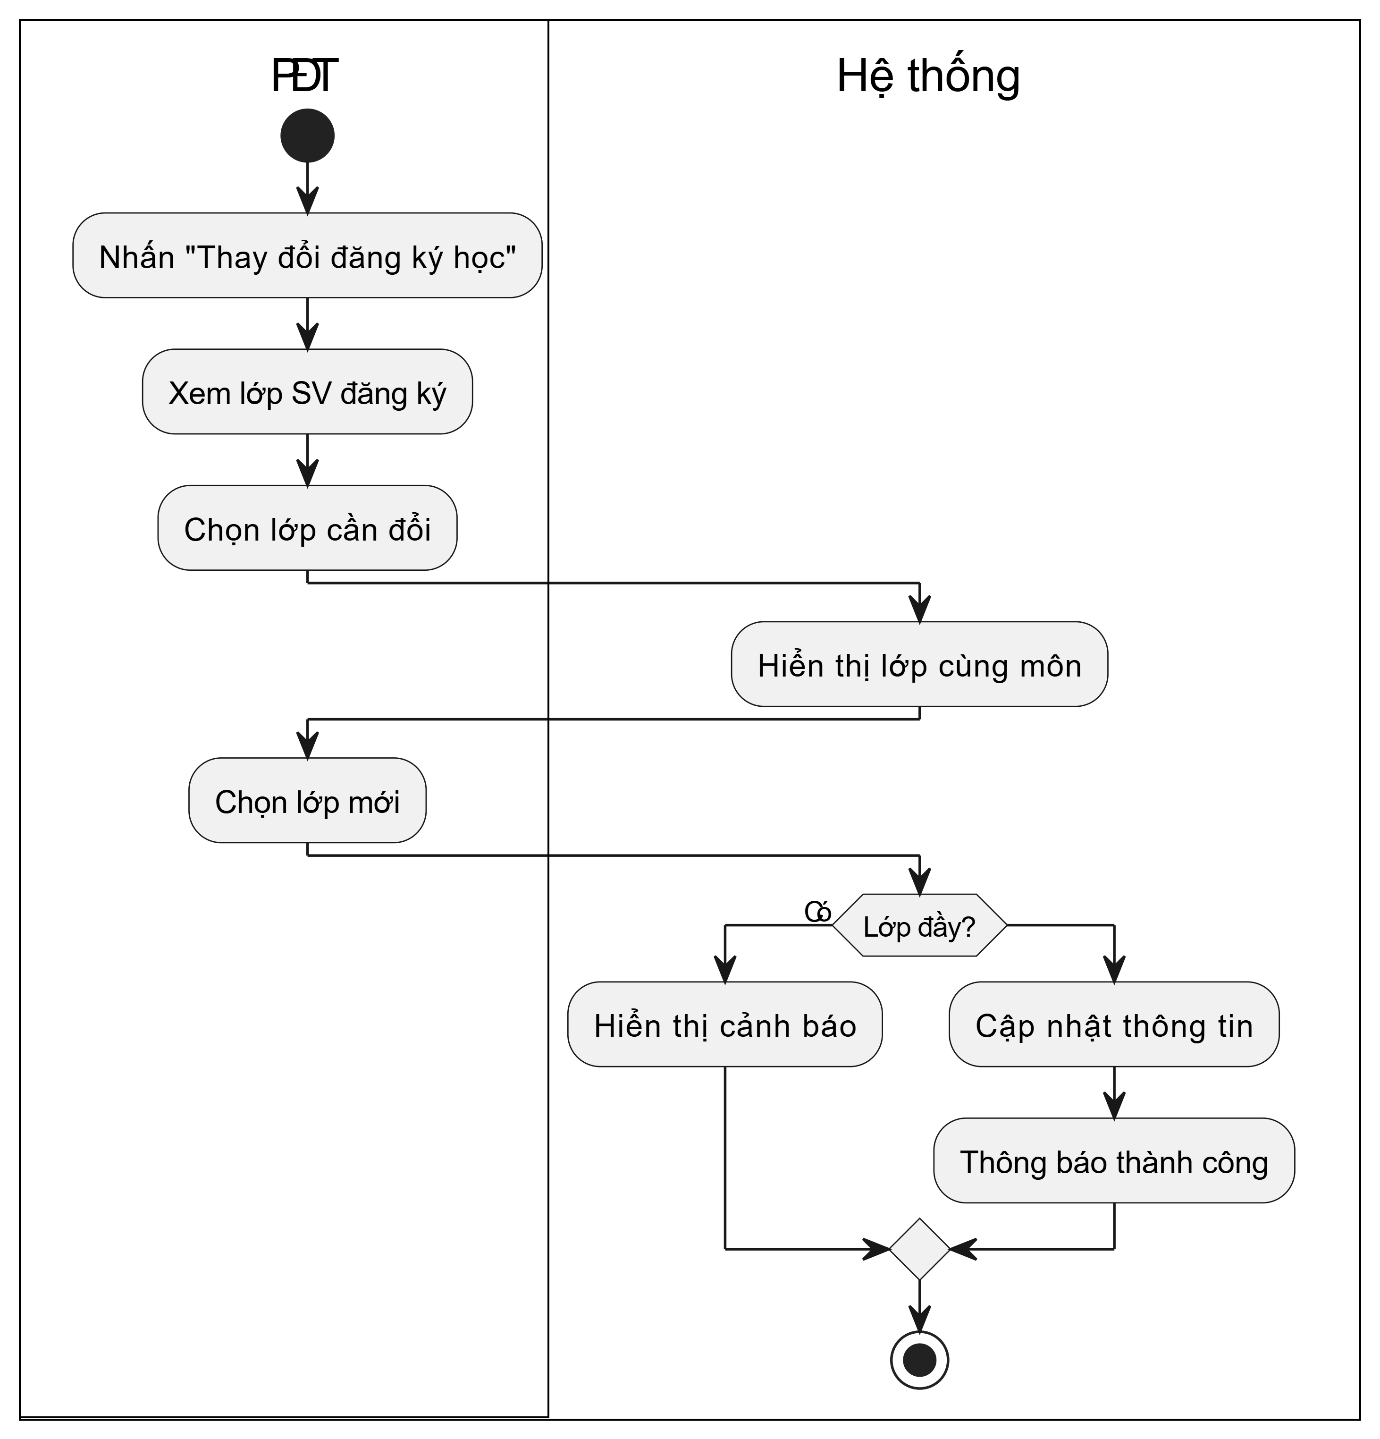 PĐT
Hệ thống
Nhấn "Thay đổi đăng ký học"
Xem lớp SV đăng ký
Chọn lớp cần đổi
Hiển thị lớp cùng môn
Chọn lớp mới
Có
Lớp đầy?
Hiển thị cảnh báo
Cập nhật thông tin
Thông báo thành công